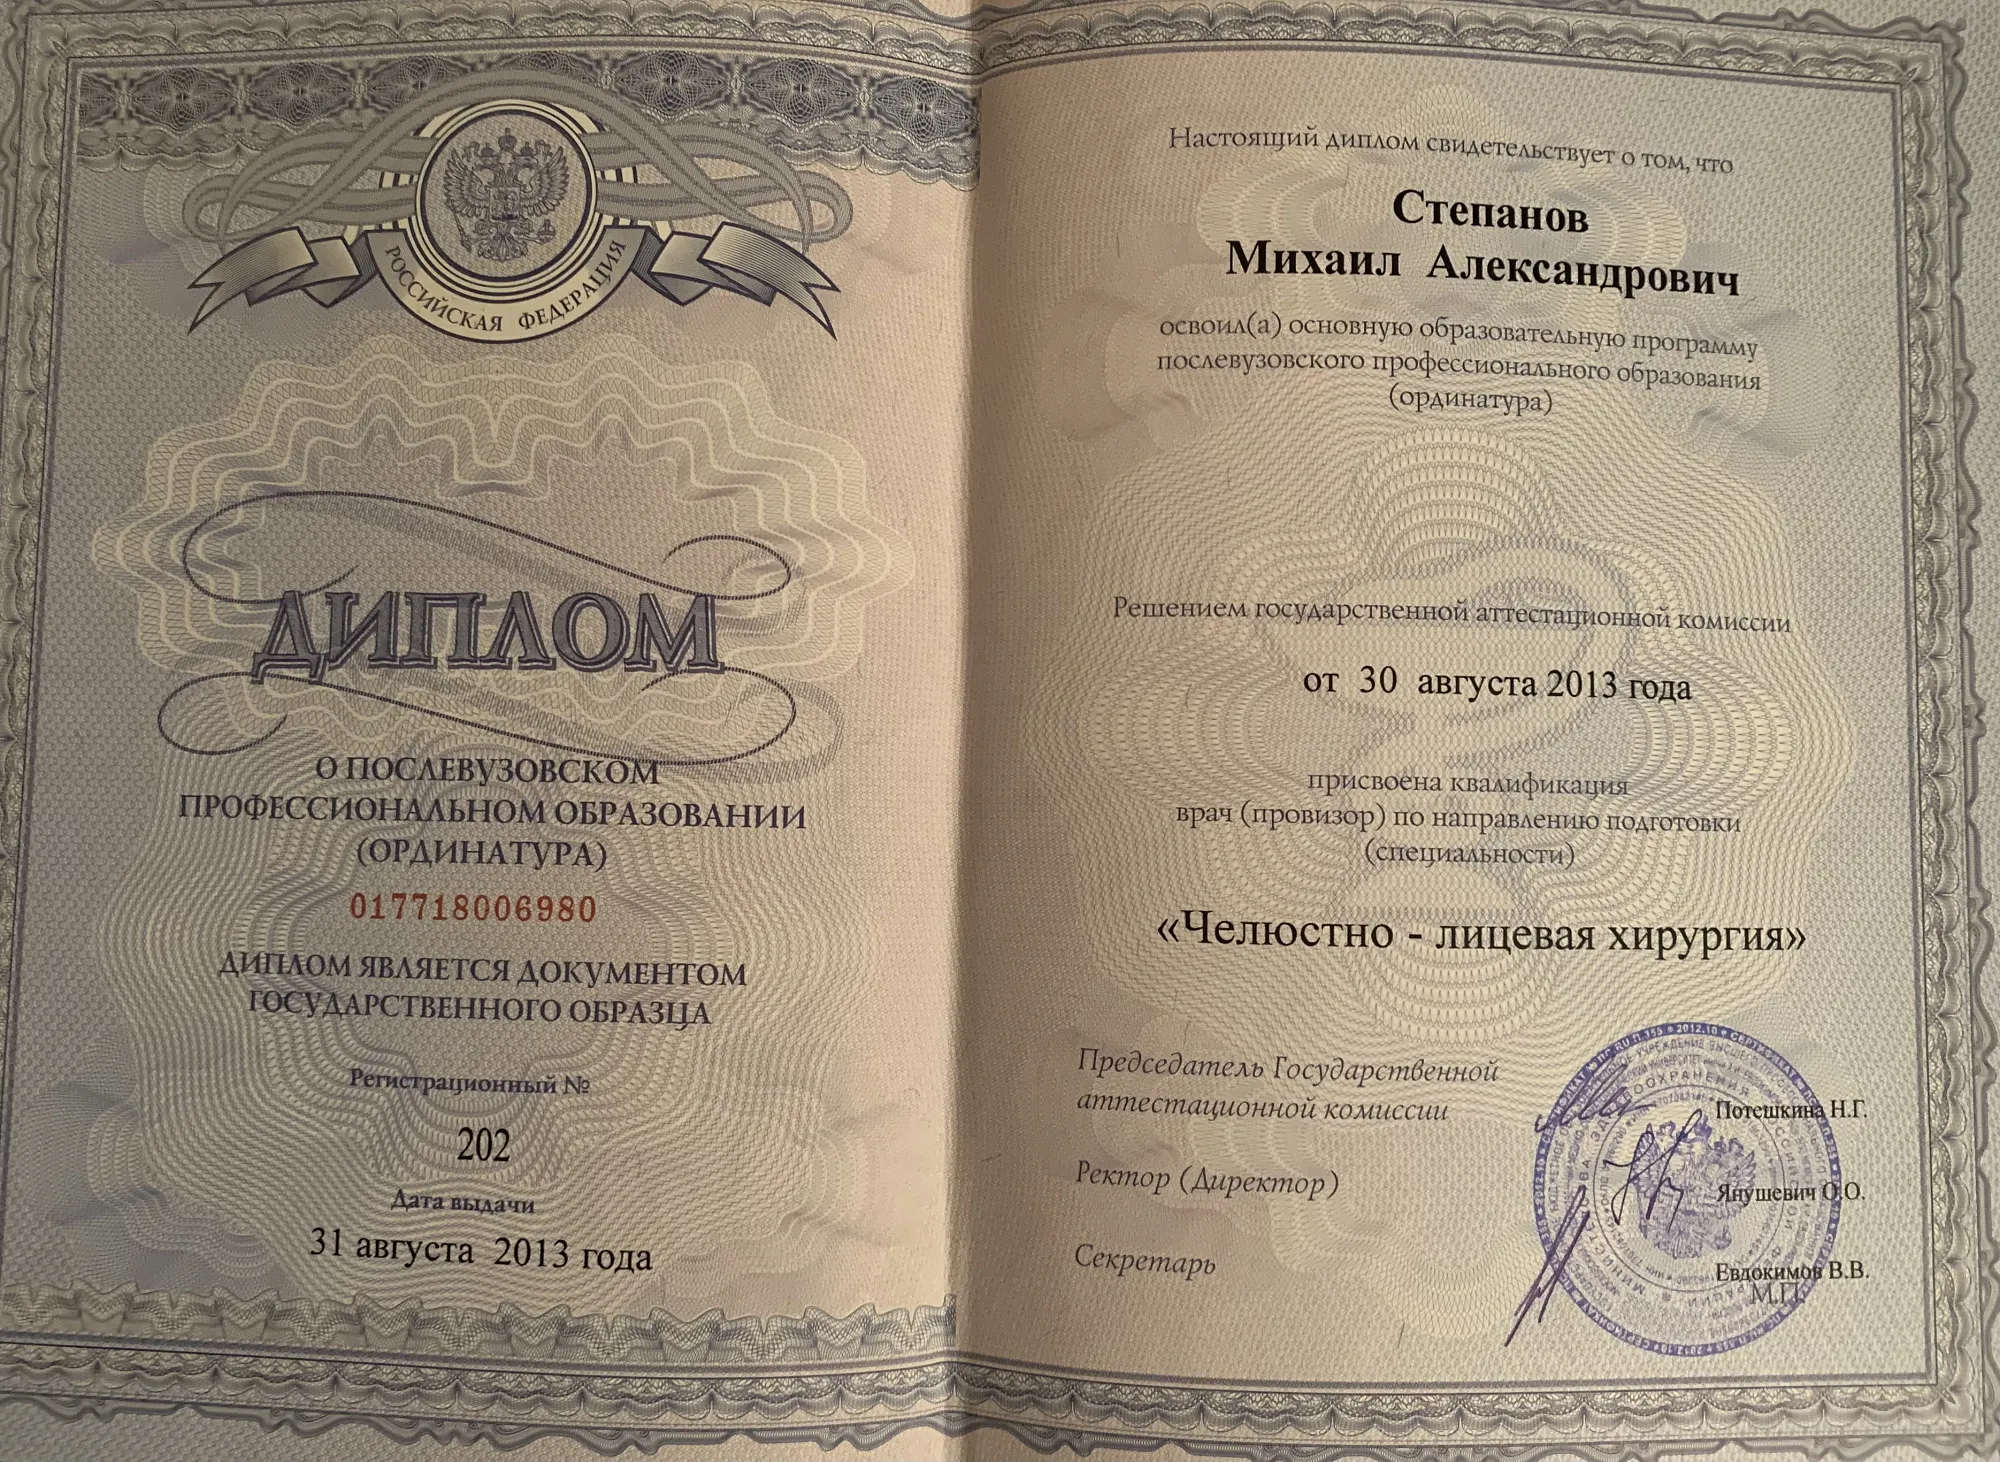 РОССИЙСКАЯ ФЕДЕРАЦИЯ
ДИПЛОМ
О ПОСЛЕВУЗОВСКОМ
ПРОФЕССИОНАЛЬНОМ ОБРАЗОВАНИИ
(ОРДИНАТУРА)
017718006980
ДИПЛОМ ЯВЛЯЕТСЯ ДОКУМЕНТОМ
ГОСУДАРСТВЕННОГО ОБРАЗЦА
Регистрационный №
202
Дата выдачи
31 августа 2013 года
Настоящий диплом свидетельствует о том, что
Степанов
Михаил Александрович
освоил(а) основную образовательную программу
послевузовского профессионального образования
(ординатура)
Решением государственной аттестационной комиссии
от 30 августа 2013 года
присвоена квалификация
врач (провизор) по направлению подготовки
(специальности)
«Челюстно - лицевая хирургия»
Председатель Государственной
аттестационной комиссии
Потешкина Н.Г.
Ректор (Директор)
Янушевич О.О.
Секретарь
Евдокимов В.В.
М.П.